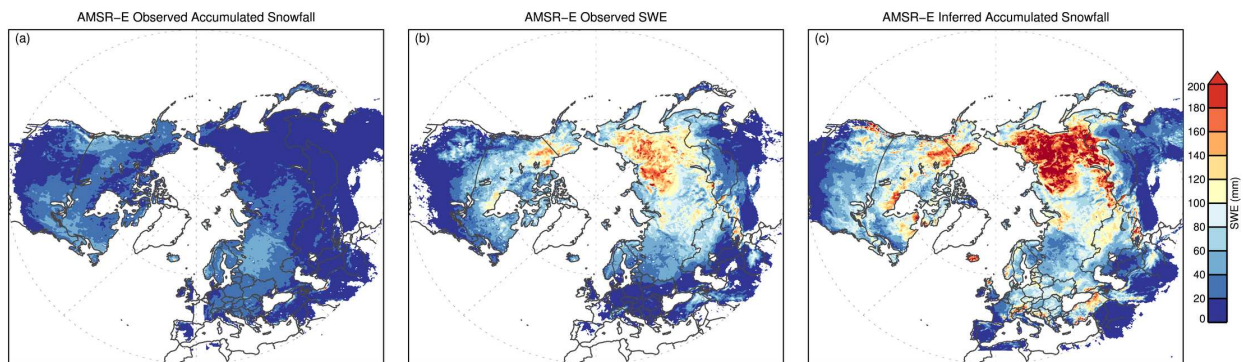 AMSR−E Observed Accumulated Snowfall
(a)
AMSR−E Observed SWE
(b)
AMSR−E Inferred Accumulated Snowfall
(c)
200
180
160
140
120
100
80
60
40
20
0
SWE (mm)